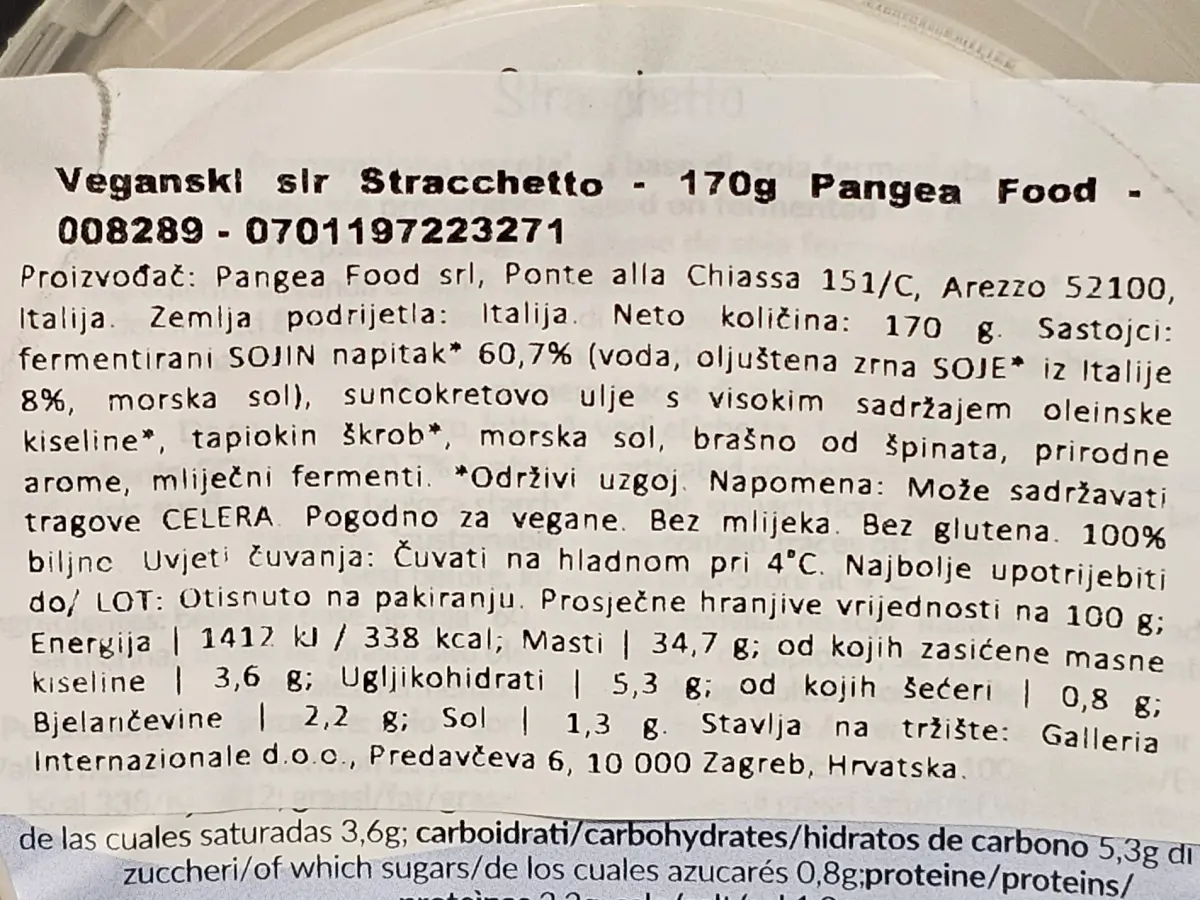 Veganski sir Stracchetto - 170g Pangea Food -
008289 - 0701197223271
Proizvođač: Pangea Food srl, Ponte alla Chiassa 151/C, Arezzo 52100,
Italija. Zemlja podrijetla: Italija. Neto količina: 170 g. Sastojci:
fermentirani SOJIN napitak* 60,7% (voda, oljuštena zrna SOJE* iz Italije
8%, morska sol), suncokretovo ulje s visokim sadržajem oleinske
kiseline*, tapiokin škrob*, morska sol, brašno od špinata, prirodne
arome, mliječni fermenti. *Održivi uzgoj. Napomena: Može sadržavati
tragove CELERA. Pogodno za vegane. Bez mlijeka. Bez glutena. 100%
biljno Uvjeti čuvanja: Čuvati na hladnom pri 4°C. Najbolje upotrijebiti
do/ LOT: Otisnuto na pakiranju. Prosječne hranjive vrijednosti na 100 g;
Energija | 1412 kJ / 338 kcal; Masti | 34,7 g; od kojih zasićene masne
kiseline | 3,6 g; Ugljikohidrati | 5,3 g; od kojih šećeri | 0,8 g;
Bjelančevine | 2,2 g; Sol | 1,3 g. Stavlja na tržište: Galleria
Internazionale d.o.o., Predavčeva 6, 10 000 Zagreb, Hrvatska.
de las cuales saturadas 3,6g; carboidrati/carbohydrates/hidratos de carbono 5,3g di
zuccheri/of which sugars/de los cuales azucarés 0,8g;proteine/proteins/